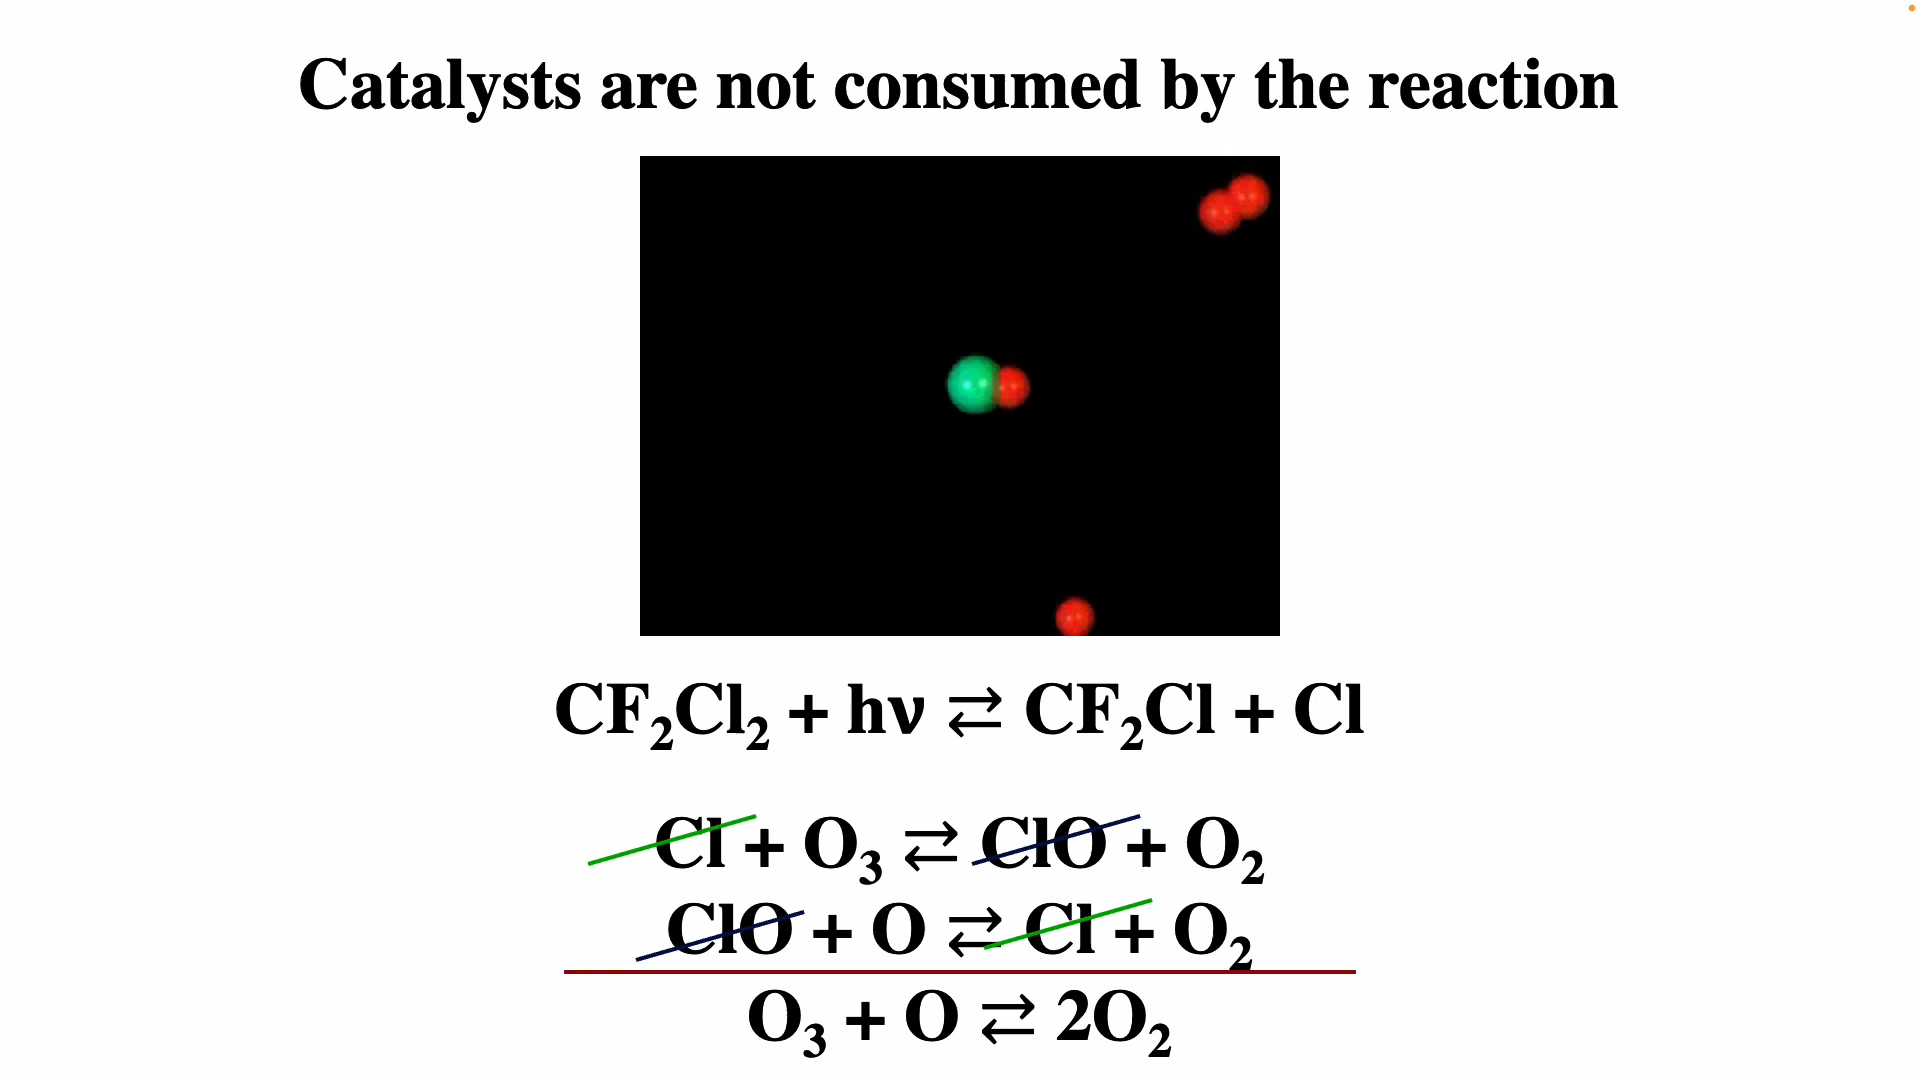 Catalysts are not consumed by the reaction
CF₂Cl₂ + hν ⇄ CF₂Cl + Cl
Cl + O₃ ⇄ ClO + O₂
ClO + O ⇄ Cl + O₂
O₃ + O ⇄ 2O₂